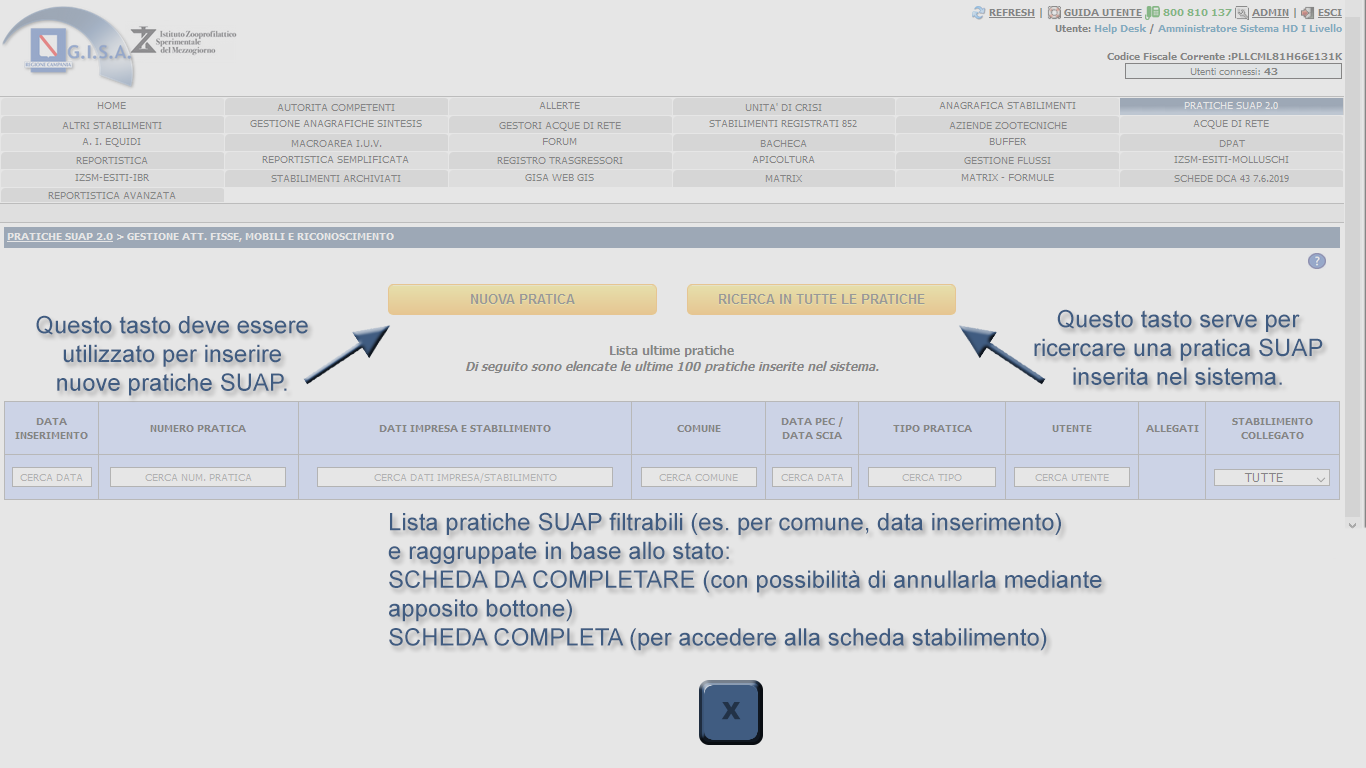 REFRESH | GUIDA UTENTE 800 810 137 ADMIN | ESCI
Utente: Help Desk / Amministratore Sistema HD I Livello
G.I.S.A.
REGIONE CAMPANIA
Istituto Zooprofilattico
Sperimentale
del Mezzogiorno
Codice Fiscale Corrente :PLLCML81H66E131K
Utenti connessi: 43
HOME AUTORITA COMPETENTI ALLERTE UNITA' DI CRISI ANAGRAFICA STABILIMENTI PRATICHE SUAP 2.0
ALTRI STABILIMENTI GESTIONE ANAGRAFICHE SINTESIS GESTORI ACQUE DI RETE STABILIMENTI REGISTRATI 852 AZIENDE ZOOTECNICHE ACQUE DI RETE
A. I. EQUIDI MACROAREA I.U.V. FORUM BACHECA BUFFER DPAT
REPORTISTICA REPORTISTICA SEMPLIFICATA REGISTRO TRASGRESSORI APICOLTURA GESTIONE FLUSSI IZSM-ESITI-MOLLUSCHI
IZSM-ESITI-IBR STABILIMENTI ARCHIVIATI GISA WEB GIS MATRIX MATRIX - FORMULE SCHEDE DCA 43 7.6.2019
REPORTISTICA AVANZATA
PRATICHE SUAP 2.0 > GESTIONE ATT. FISSE, MOBILI E RICONOSCIMENTO
?
NUOVA PRATICA RICERCA IN TUTTE LE PRATICHE
Questo tasto deve essere
utilizzato per inserire
nuove pratiche SUAP.
Questo tasto serve per
ricercare una pratica SUAP
inserita nel sistema.
Lista ultime pratiche
Di seguito sono elencate le ultime 100 pratiche inserite nel sistema.
DATA INSERIMENTO NUMERO PRATICA DATI IMPRESA E STABILIMENTO COMUNE DATA PEC / DATA SCIA TIPO PRATICA UTENTE ALLEGATI STABILIMENTO COLLEGATO
CERCA DATA CERCA NUM. PRATICA CERCA DATI IMPRESA/STABILIMENTO CERCA COMUNE CERCA DATA CERCA TIPO CERCA UTENTE TUTTE
Lista pratiche SUAP filtrabili (es. per comune, data inserimento)
e raggruppate in base allo stato:
SCHEDA DA COMPLETARE (con possibilità di annullarla mediante
apposito bottone)
SCHEDA COMPLETA (per accedere alla scheda stabilimento)
X